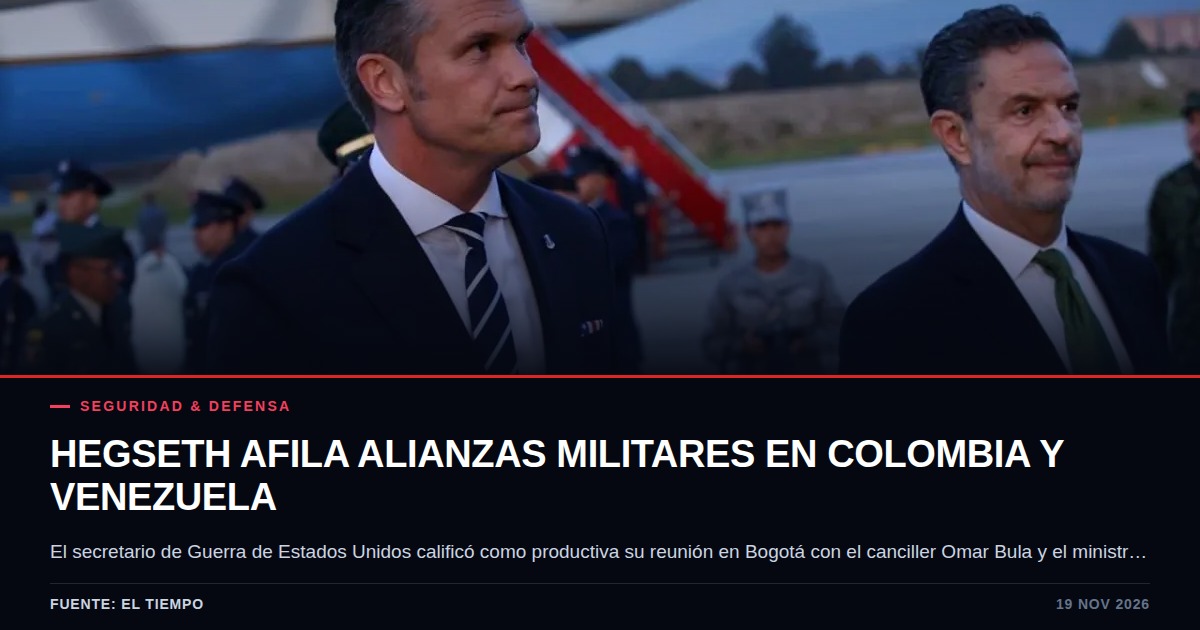 SEGURIDAD & DEFENSA
HEGSETH AFILA ALIANZAS MILITARES EN COLOMBIA Y
VENEZUELA
El secretario de Guerra de Estados Unidos calificó como productiva su reunión en Bogotá con el canciller Omar Bula y el ministr…
FUENTE: EL TIEMPO
19 NOV 2026